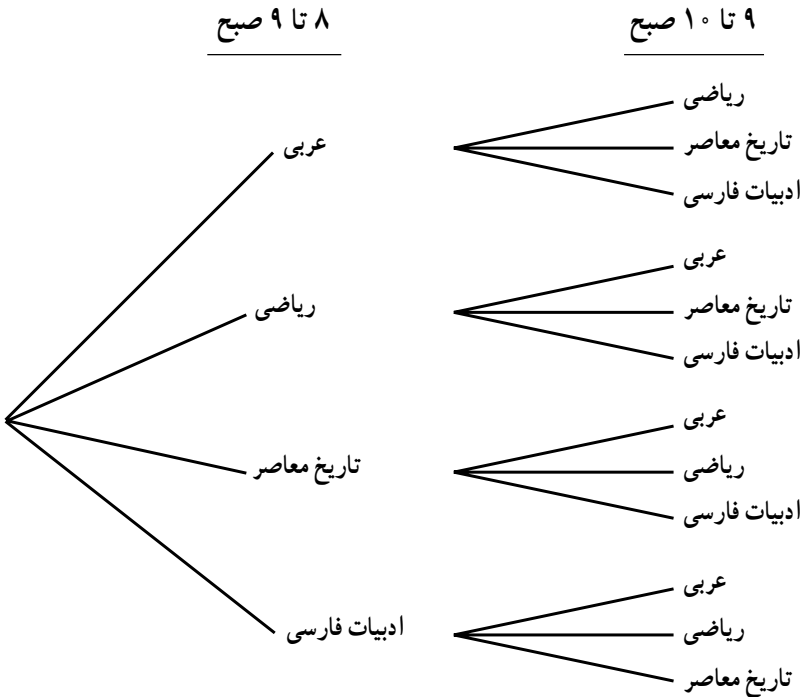 ۸ تا ۹ صبح
۹ تا ۱۰ صبح
عربی
ریاضی
تاریخ معاصر
ادبیات فارسی
ریاضی
عربی
تاریخ معاصر
ادبیات فارسی
تاریخ معاصر
عربی
ریاضی
ادبیات فارسی
ادبیات فارسی
عربی
ریاضی
تاریخ معاصر